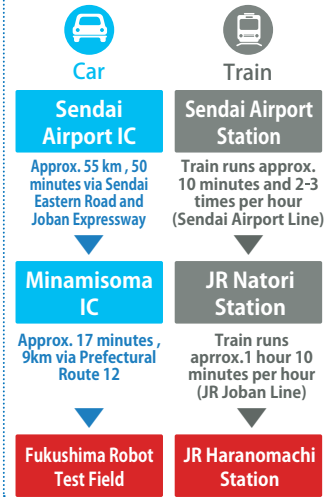 Car
Sendai
Airport IC
Approx. 55 km , 50
minutes via Sendai
Eastern Road and
Joban Expressway
Minamisoma
IC
Approx. 17 minutes ,
9km via Prefectural
Route 12
Fukushima Robot
Test Field
Train
Sendai Airport
Station
Train runs approx.
10 minutes and 2-3
times per hour
(Sendai Airport Line)
JR Natori
Station
Train runs
aprrox.1 hour 10
minutes per hour
(JR Joban Line)
JR Haranomachi
Station